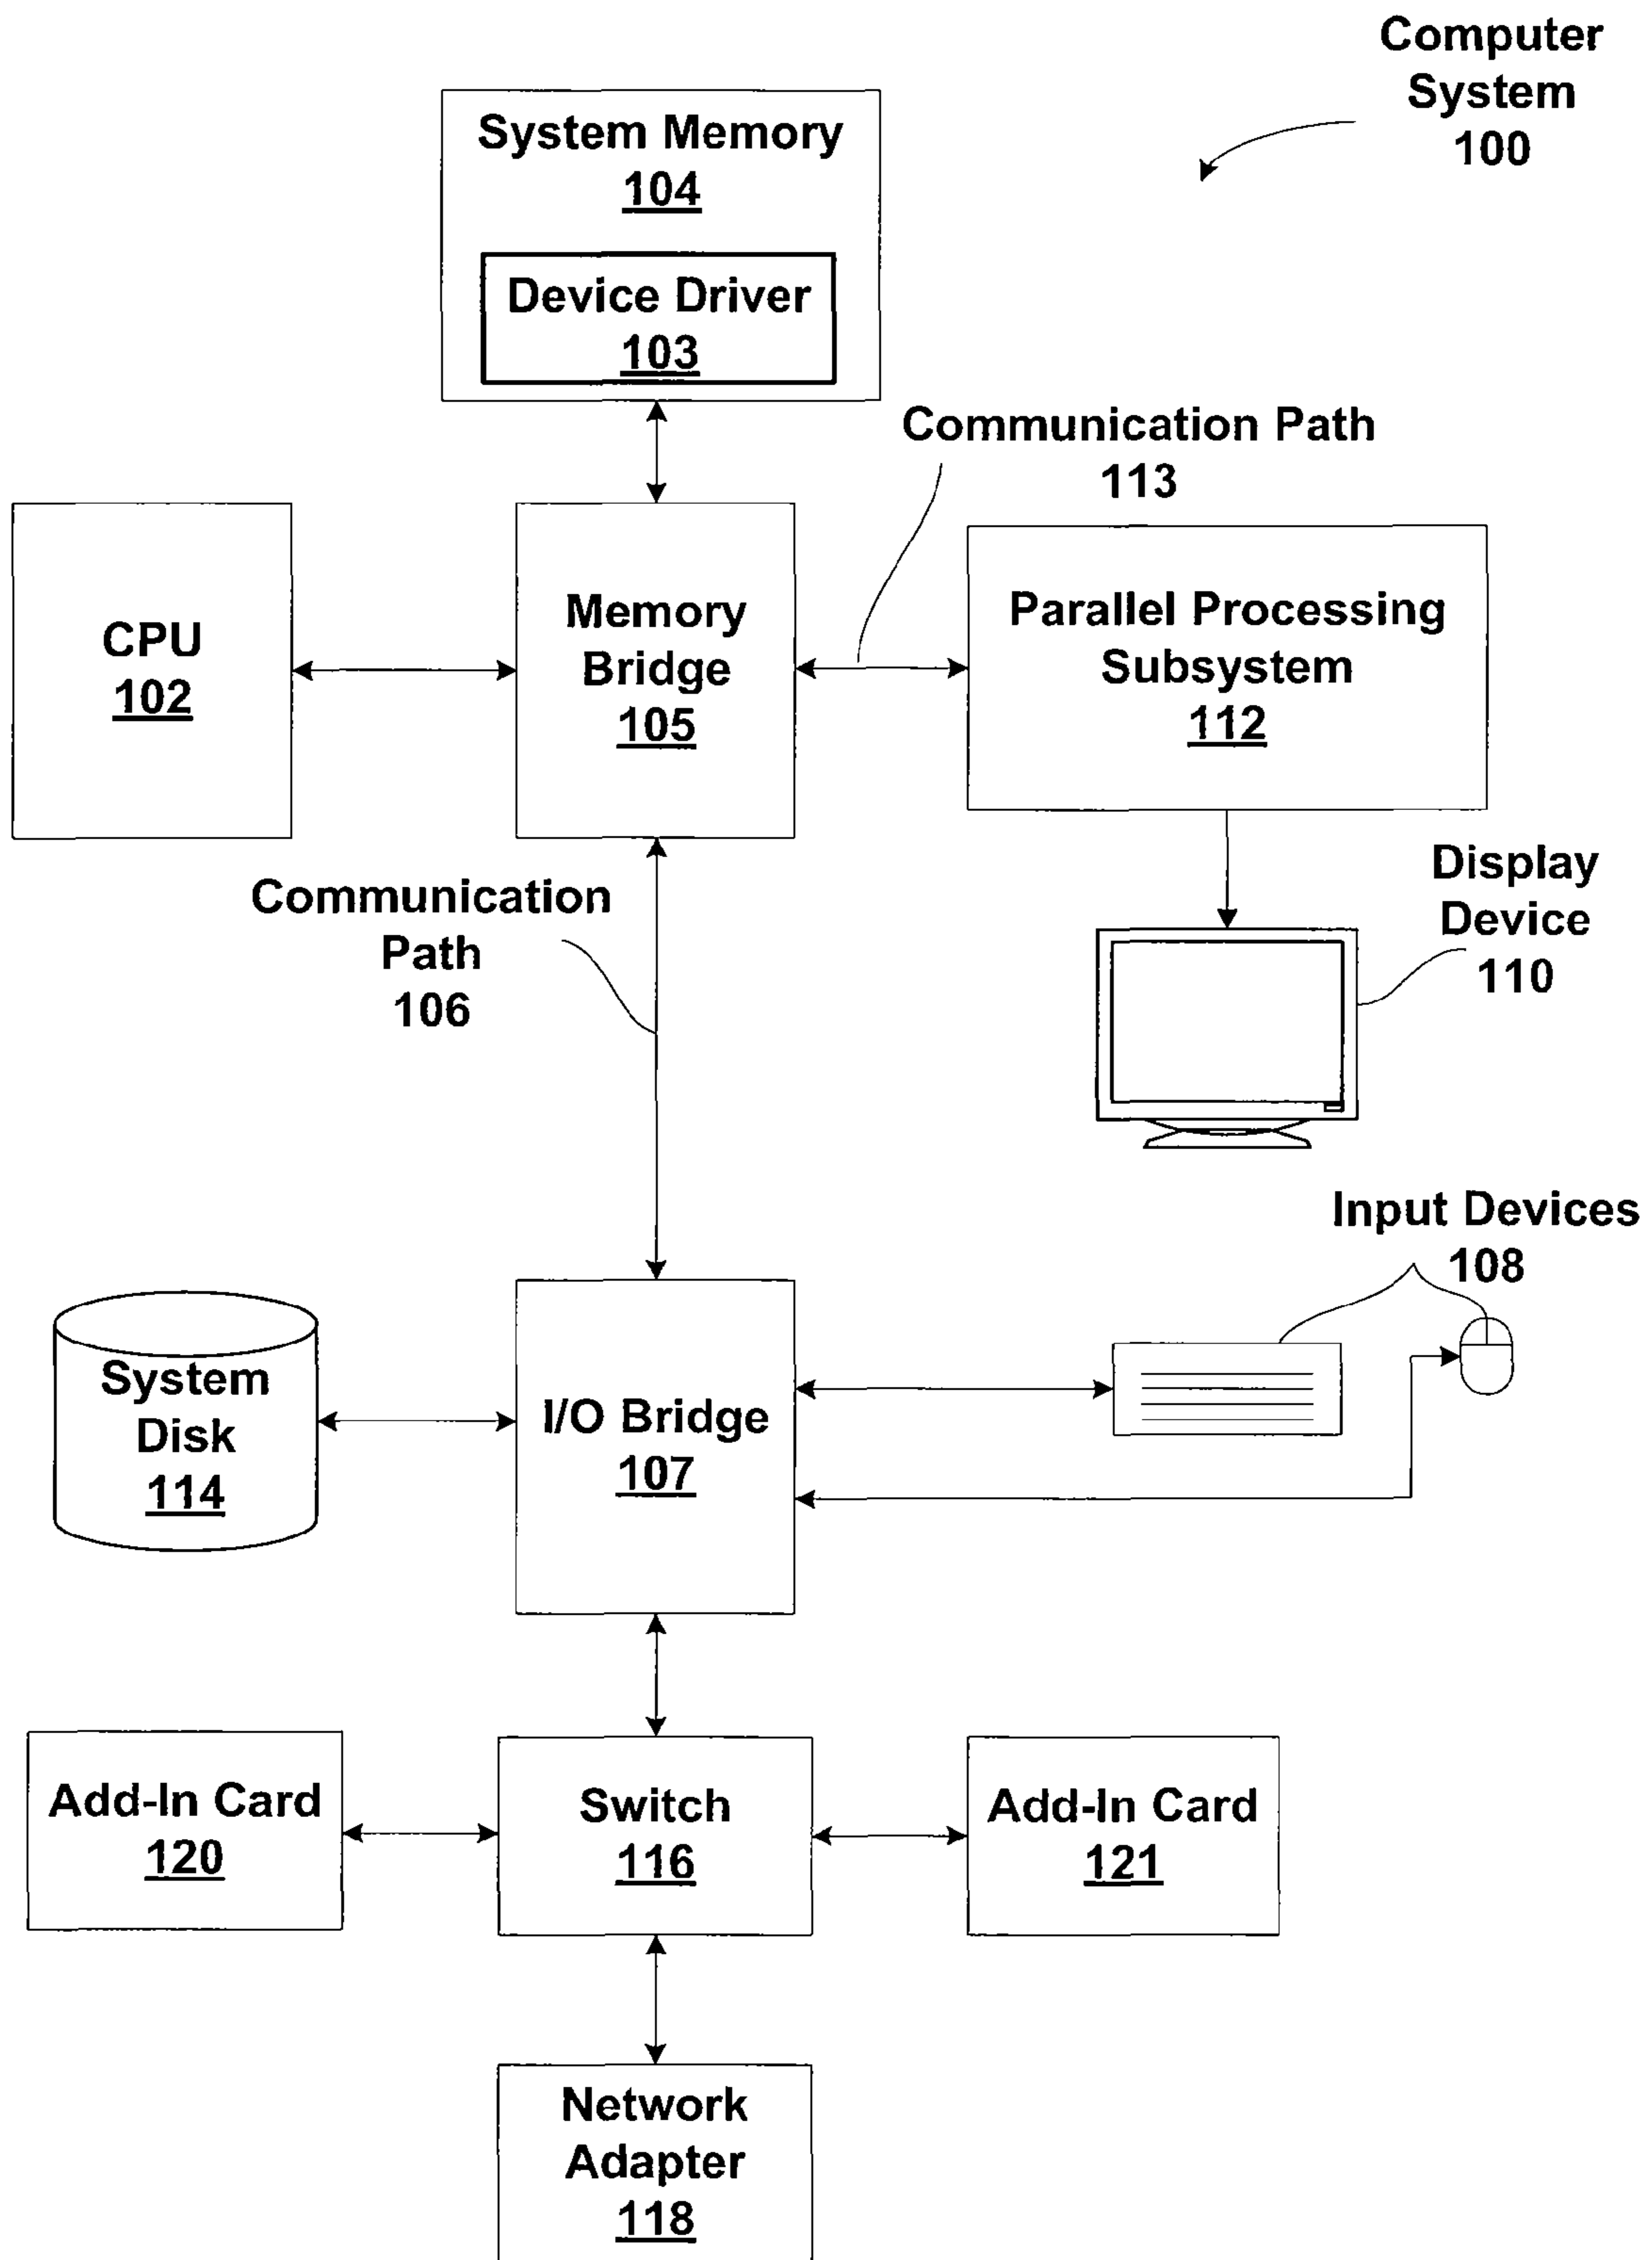 Computer
System
100
System Memory
104
Device Driver
103
Communication Path
113
CPU
102
Memory
Bridge
105
Parallel Processing
Subsystem
112
Communication
Path
106
Display
Device
110
Input Devices
108
System
Disk
114
I/O Bridge
107
Add-In Card
120
Switch
116
Add-In Card
121
Network
Adapter
118